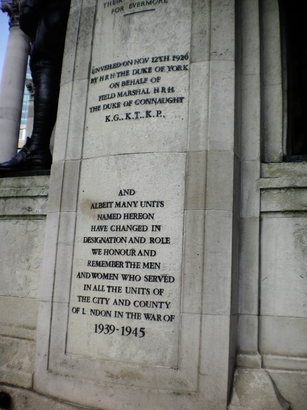 THEIR
FOR EVERMORE
UNVEILED ON NOV 12TH 1920
BY H R H THE DUKE OF YORK
ON BEHALF OF
FIELD MARSHAL H R H
THE DUKE OF CONNAUGHT
K.G., K.T., K.P.,
AND
ALBEIT MANY UNITS
NAMED HEREON
HAVE CHANGED IN
DESIGNATION AND ROLE
WE HONOUR AND
REMEMBER THE MEN
AND WOMEN WHO SERVED
IN ALL THE UNITS OF
THE CITY AND COUNTY
OF L NDON IN THE WAR OF
1939-1945